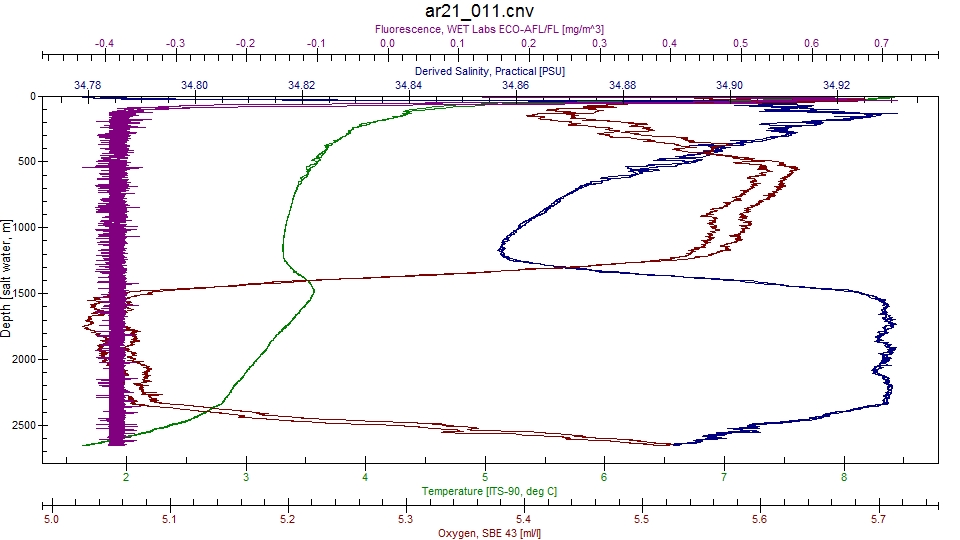 ar21_011.cnv
Fluorescence, WET Labs ECO-AFL/FL [mg/m^3]
-0.4 -0.3 -0.2 -0.1 0.0 0.1 0.2 0.3 0.4 0.5 0.6 0.7
Derived Salinity, Practical [PSU]
34.78 34.80 34.82 34.84 34.86 34.88 34.90 34.92
0
500
1000
1500
2000
2500
Depth [salt water, m]
2 3 4 5 6 7 8
Temperature [ITS-90, deg C]
5.0 5.1 5.2 5.3 5.4 5.5 5.6 5.7
Oxygen, SBE 43 [ml/l]